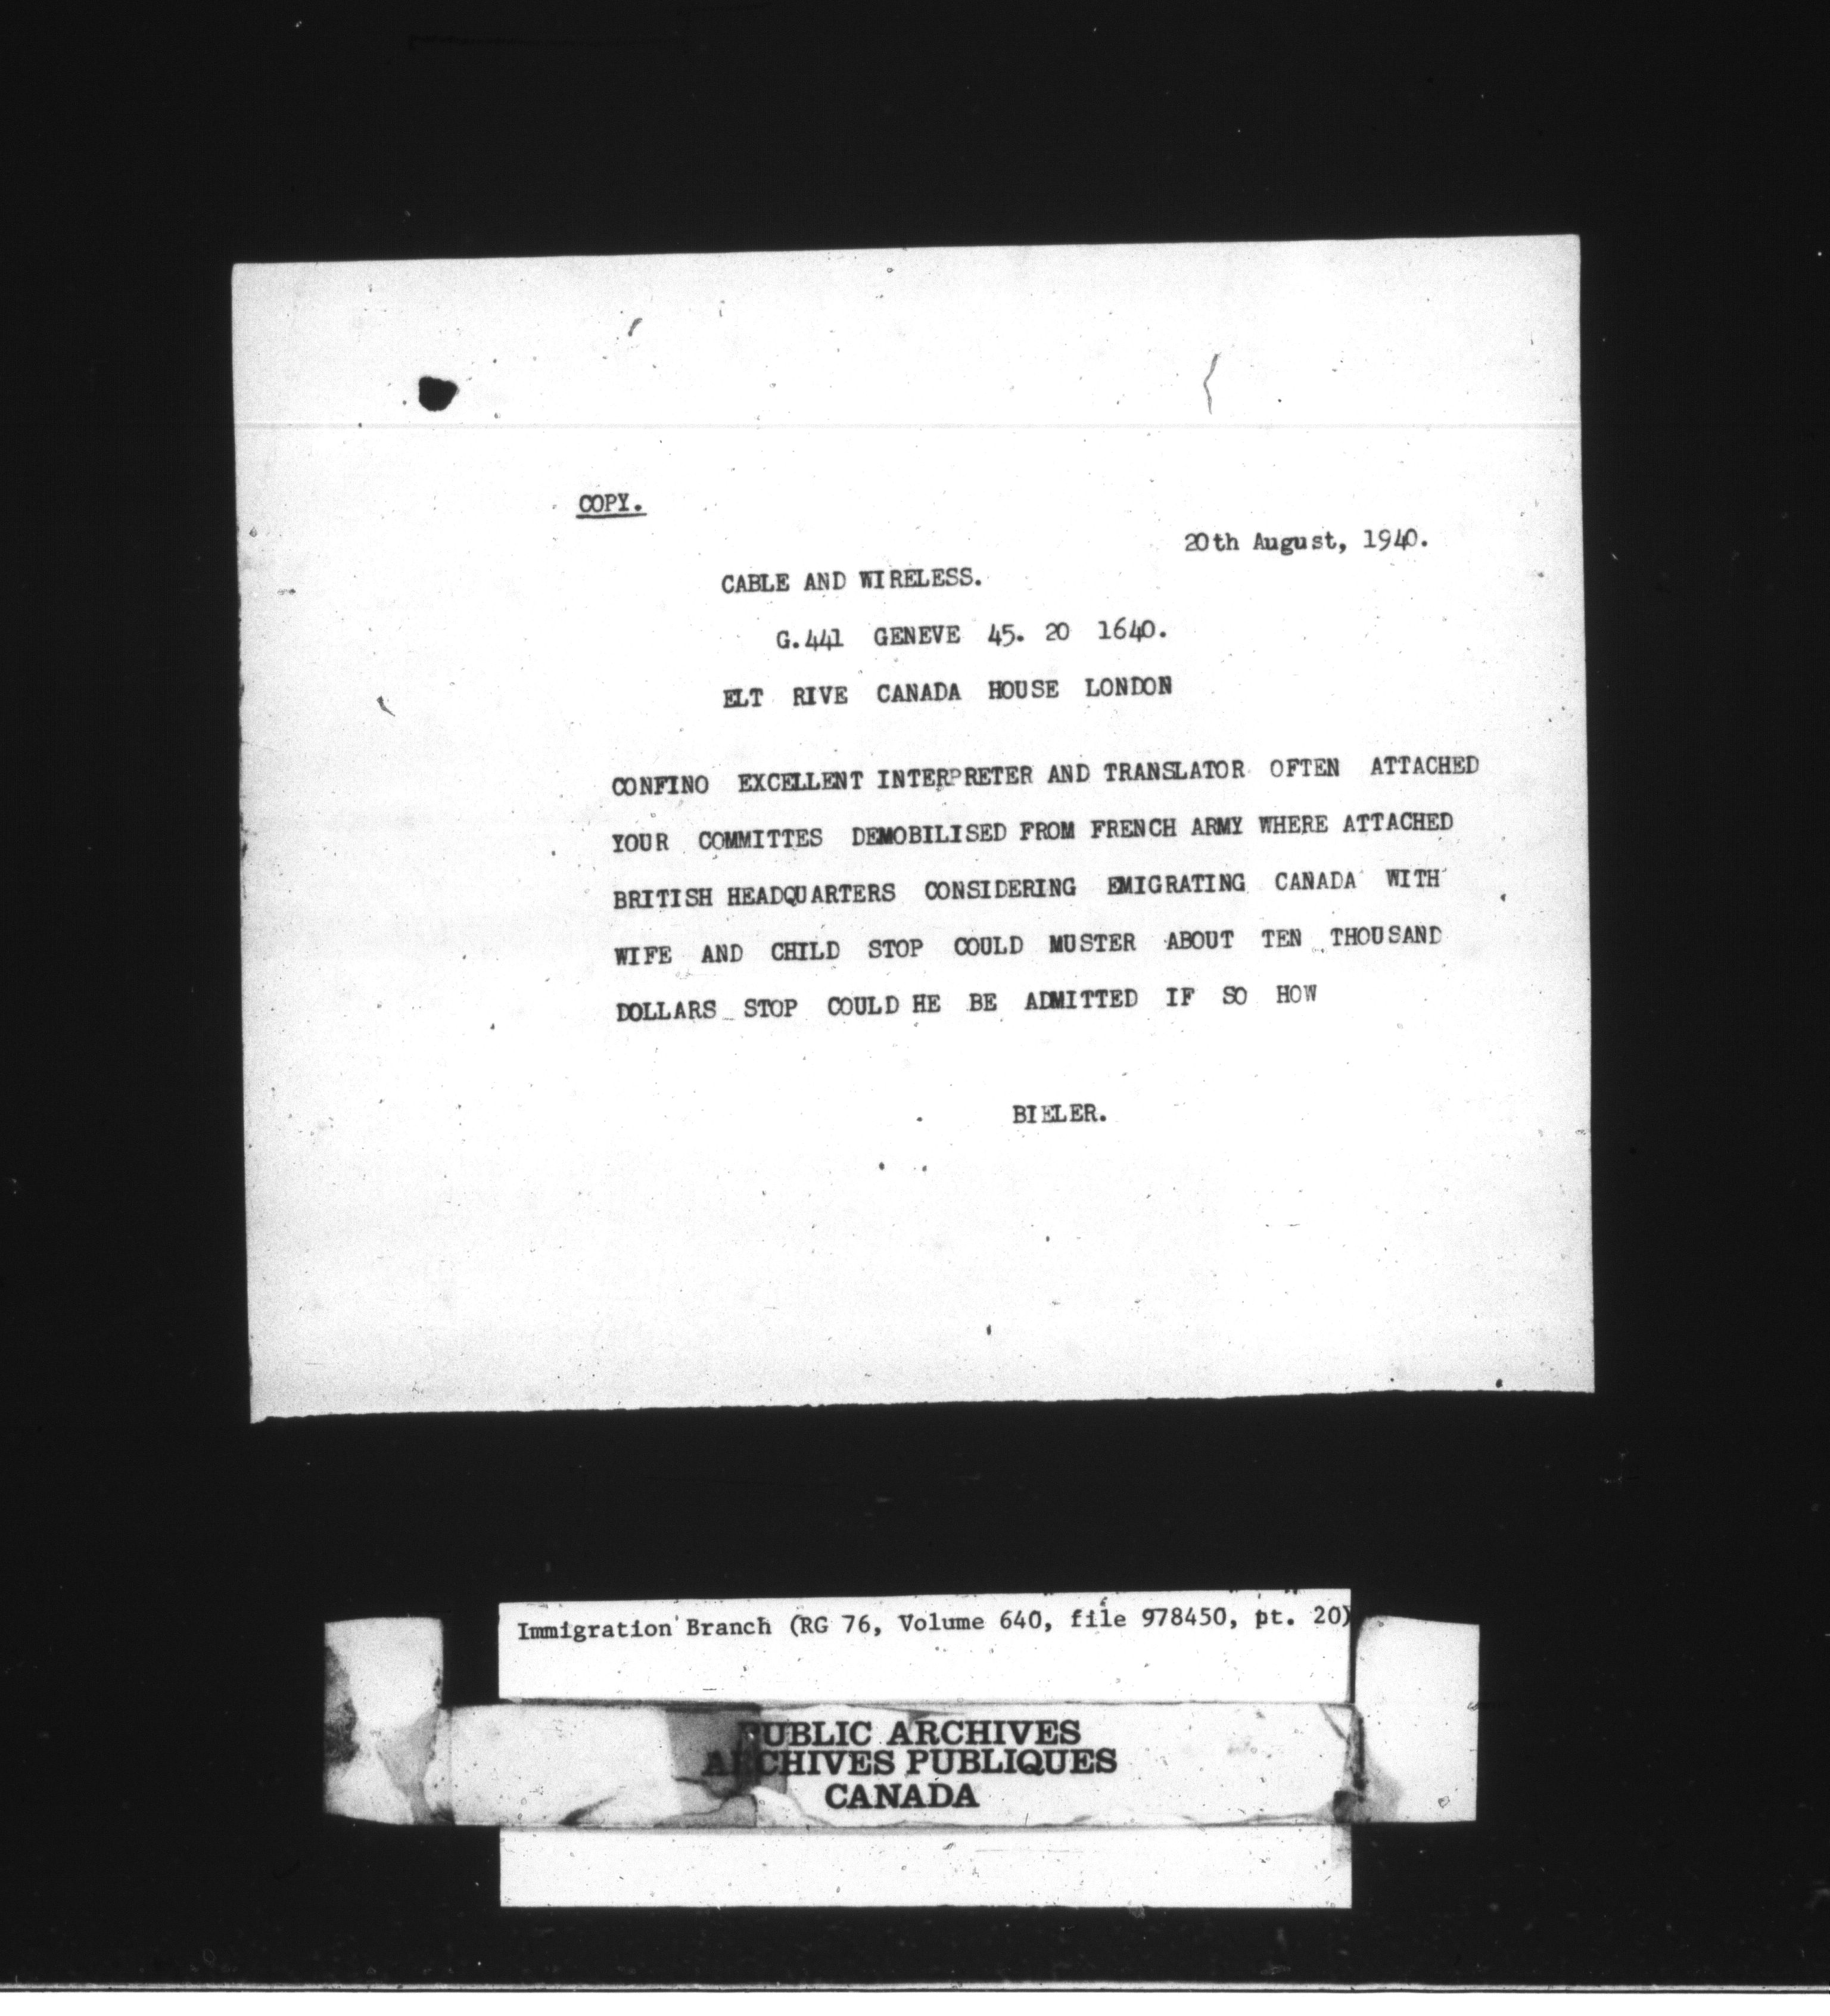 COPY.
20th August, 1940.
CABLE AND WIRELESS.
G.441 GENEVE 45. 20 1640.
ELT RIVE CANADA HOUSE LONDON
CONFINO EXCELLENT INTERPRETER AND TRANSLATOR OFTEN ATTACHED
YOUR COMMITTES DEMOBILISED FROM FRENCH ARMY WHERE ATTACHED
BRITISH HEADQUARTERS CONSIDERING EMIGRATING CANADA WITH
WIFE AND CHILD STOP COULD MUSTER ABOUT TEN THOUSAND
DOLLARS STOP COULD HE BE ADMITTED IF SO HOW
BIELER.
Immigration Branch (RG 76, Volume 640, file 978450, pt. 20)
PUBLIC ARCHIVES
ARCHIVES PUBLIQUES
CANADA